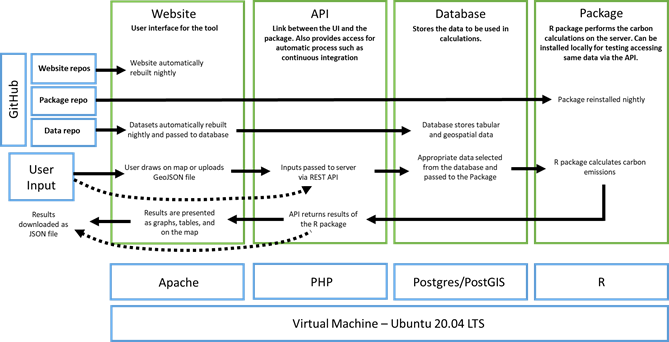 Website
User interface for the tool
API
Link between the UI and the
package. Also provides access for
automatic process such as
continuous integration
Database
Stores the data to be used in
calculations.
Package
R package performs the carbon
calculations on the server. Can be
installed locally for testing accessing
same data via the API.
GitHub
Website repos
Website automatically
rebuilt nightly
Package repo
Package reinstalled nightly
Data repo
Datasets automatically rebuilt
nightly and passed to database
Database stores tabular
and geospatial data
User
Input
User draws on map or uploads
GeoJSON file
Inputs passed to server
via REST API
Appropriate data selected
from the database and
passed to the Package
R package calculates carbon
emissions
Results
downloaded as
JSON file
Results are presented
as graphs, tables, and
on the map
API returns results of
the R package
Apache
PHP
Postgres/PostGIS
R
Virtual Machine – Ubuntu 20.04 LTS